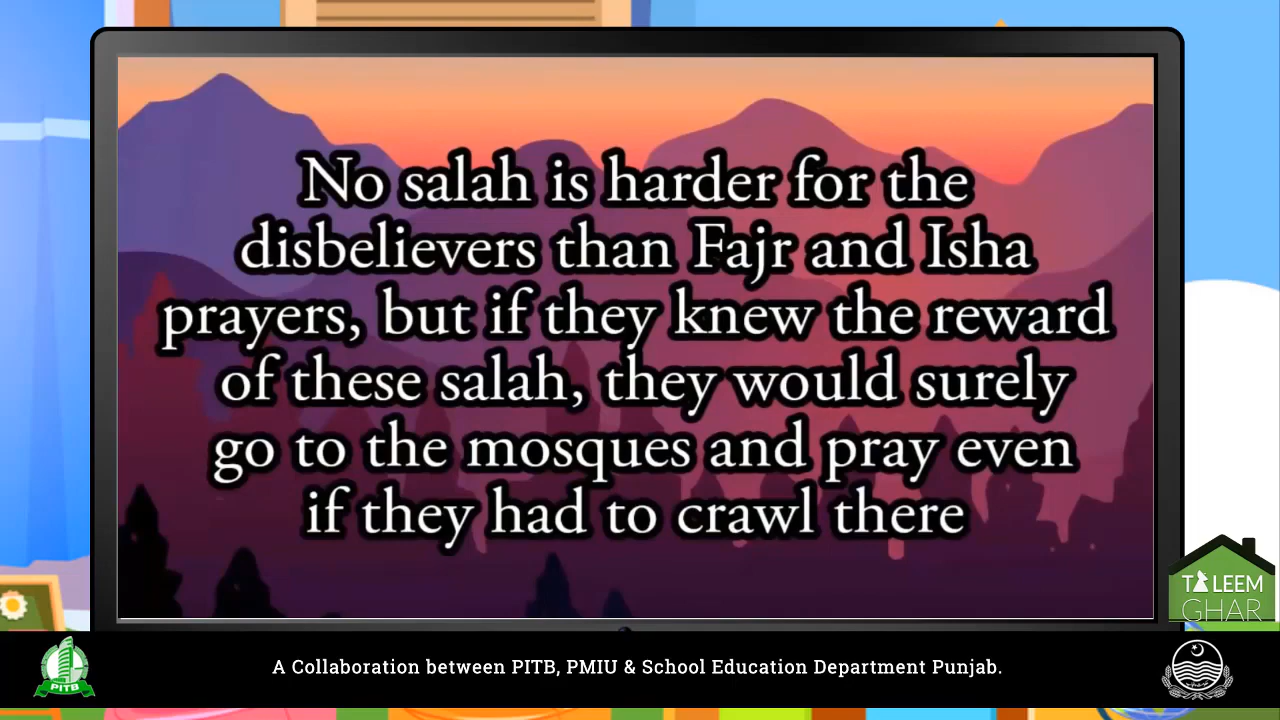 No salah is harder for the
disbelievers than Fajr and Isha
prayers, but if they knew the reward
of these salah, they would surely
go to the mosques and pray even
if they had to crawl there
TALEEM
GHAR
PITB
A Collaboration between PITB, PMIU & School Education Department Punjab.